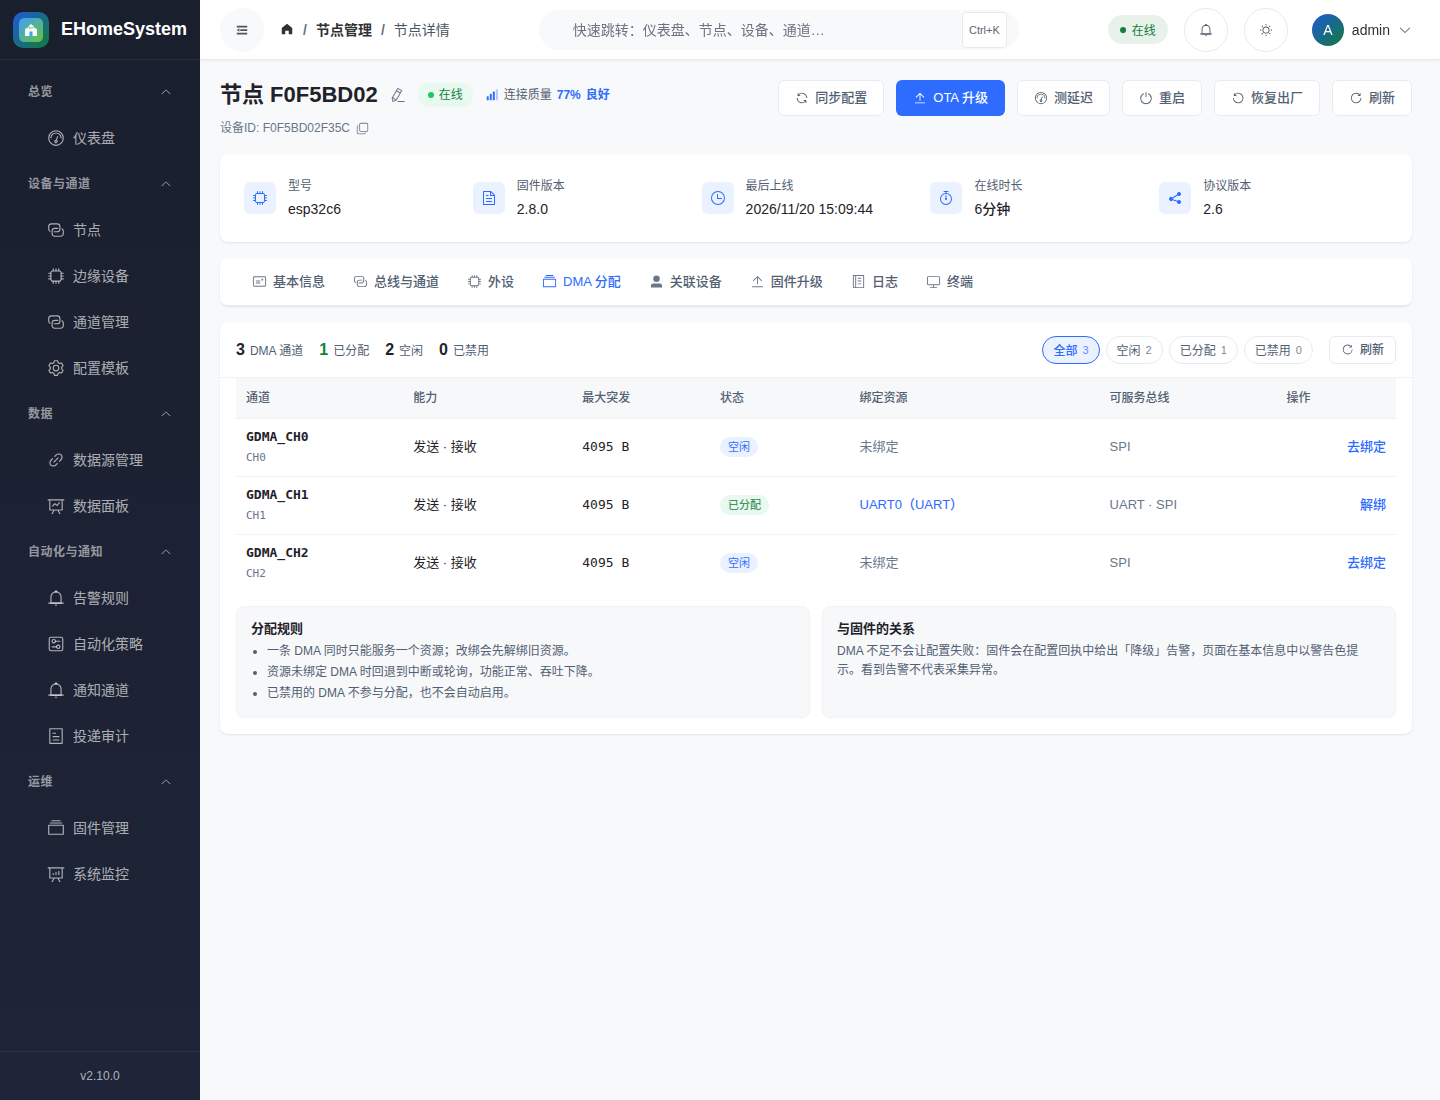 EHomeSystem
节点管理 / 节点详情
快速跳转：仪表盘、节点、设备、通道…
Ctrl+K
在线
A
admin
总览
仪表盘
设备与通道
节点
边缘设备
通道管理
配置模板
数据
数据源管理
数据面板
自动化与通知
告警规则
自动化策略
通知通道
投递审计
运维
固件管理
系统监控
v2.10.0
节点 F0F5BD02
在线
连接质量 77% 良好
设备ID: F0F5BD02F35C
同步配置
OTA 升级
测延迟
重启
恢复出厂
刷新
型号
esp32c6
固件版本
2.8.0
最后上线
2026/11/20 15:09:44
在线时长
6分钟
协议版本
2.6
基本信息
总线与通道
外设
DMA 分配
关联设备
固件升级
日志
终端
3 DMA 通道 1 已分配 2 空闲 0 已禁用
全部 3
空闲 2
已分配 1
已禁用 0
刷新
通道 能力 最大突发 状态 绑定资源 可服务总线 操作
GDMA_CH0
CH0
发送 · 接收 4095 B 空闲 未绑定 SPI 去绑定
GDMA_CH1
CH1
发送 · 接收 4095 B 已分配 UART0（UART） UART · SPI 解绑
GDMA_CH2
CH2
发送 · 接收 4095 B 空闲 未绑定 SPI 去绑定
分配规则
一条 DMA 同时只能服务一个资源；改绑会先解绑旧资源。
资源未绑定 DMA 时回退到中断或轮询，功能正常、吞吐下降。
已禁用的 DMA 不参与分配，也不会自动启用。
与固件的关系
DMA 不足不会让配置失败：固件会在配置回执中给出「降级」告警，页面在基本信息中以警告色提
示。看到告警不代表采集异常。